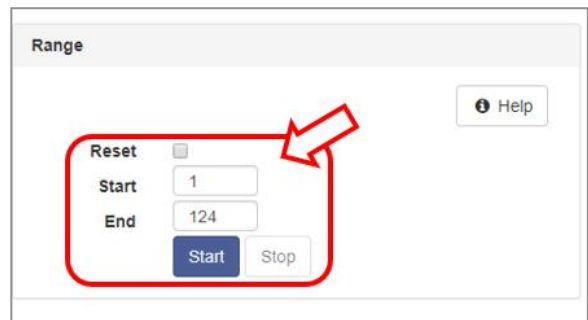 Range
Help
Reset
Start 1
End 124
Start Stop